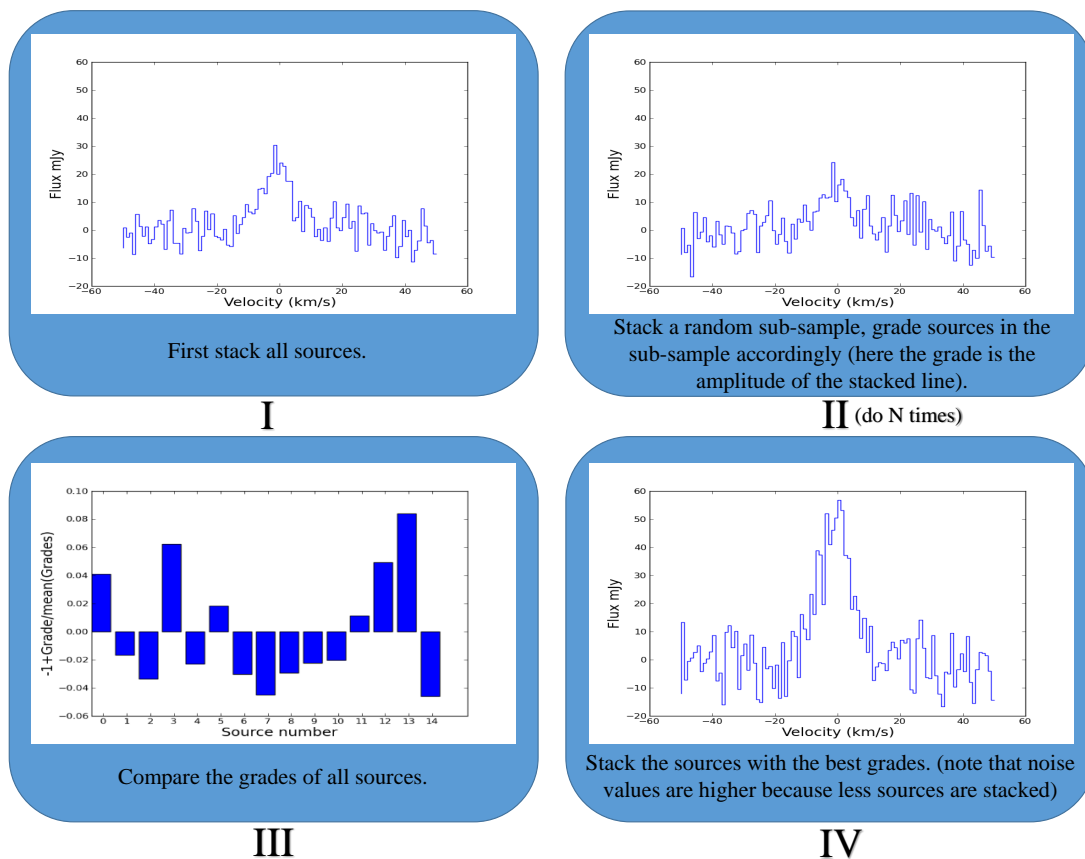 60
50
40
30
20
10
0
−10
−20
−60 −40 −20 0 20 40 60
Flux mJy
Velocity (km/s)
First stack all sources.
I
60
50
40
30
20
10
0
−10
−20
−60 −40 −20 0 20 40 60
Flux mJy
Velocity (km/s)
Stack a random sub-sample, grade sources in the
sub-sample accordingly (here the grade is the
amplitude of the stacked line).
II (do N times)
0.10
0.08
0.06
0.04
0.02
0.00
−0.02
−0.04
−0.06
0 1 2 3 4 5 6 7 8 9 10 11 12 13 14
-1+Grade/mean(Grades)
Source number
Compare the grades of all sources.
III
60
50
40
30
20
10
0
−10
−20
−60 −40 −20 0 20 40 60
Flux mJy
Velocity (km/s)
Stack the sources with the best grades. (note that noise
values are higher because less sources are stacked)
IV